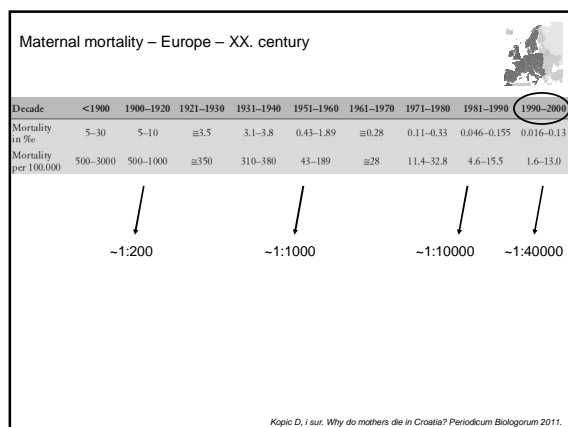 Maternal mortality – Europe – XX. century
Decade <1900 1900–1920 1921–1930 1931–1940 1951–1960 1961–1970 1971–1980 1981–1990 1990–2000
Mortality in ‰ 5–30 5–10 ≅3.5 3.1–3.8 0.43–1.89 ≅0.28 0.11–0.33 0.046–0.155 0.016–0.13
Mortality per 100.000 500–3000 500–1000 ≅350 310–380 43–189 ≅28 11.4–32.8 4.6–15.5 1.6–13.0
~1:200 ~1:1000 ~1:10000 ~1:40000
Kopic D, i sur. Why do mothers die in Croatia? Periodicum Biologorum 2011.